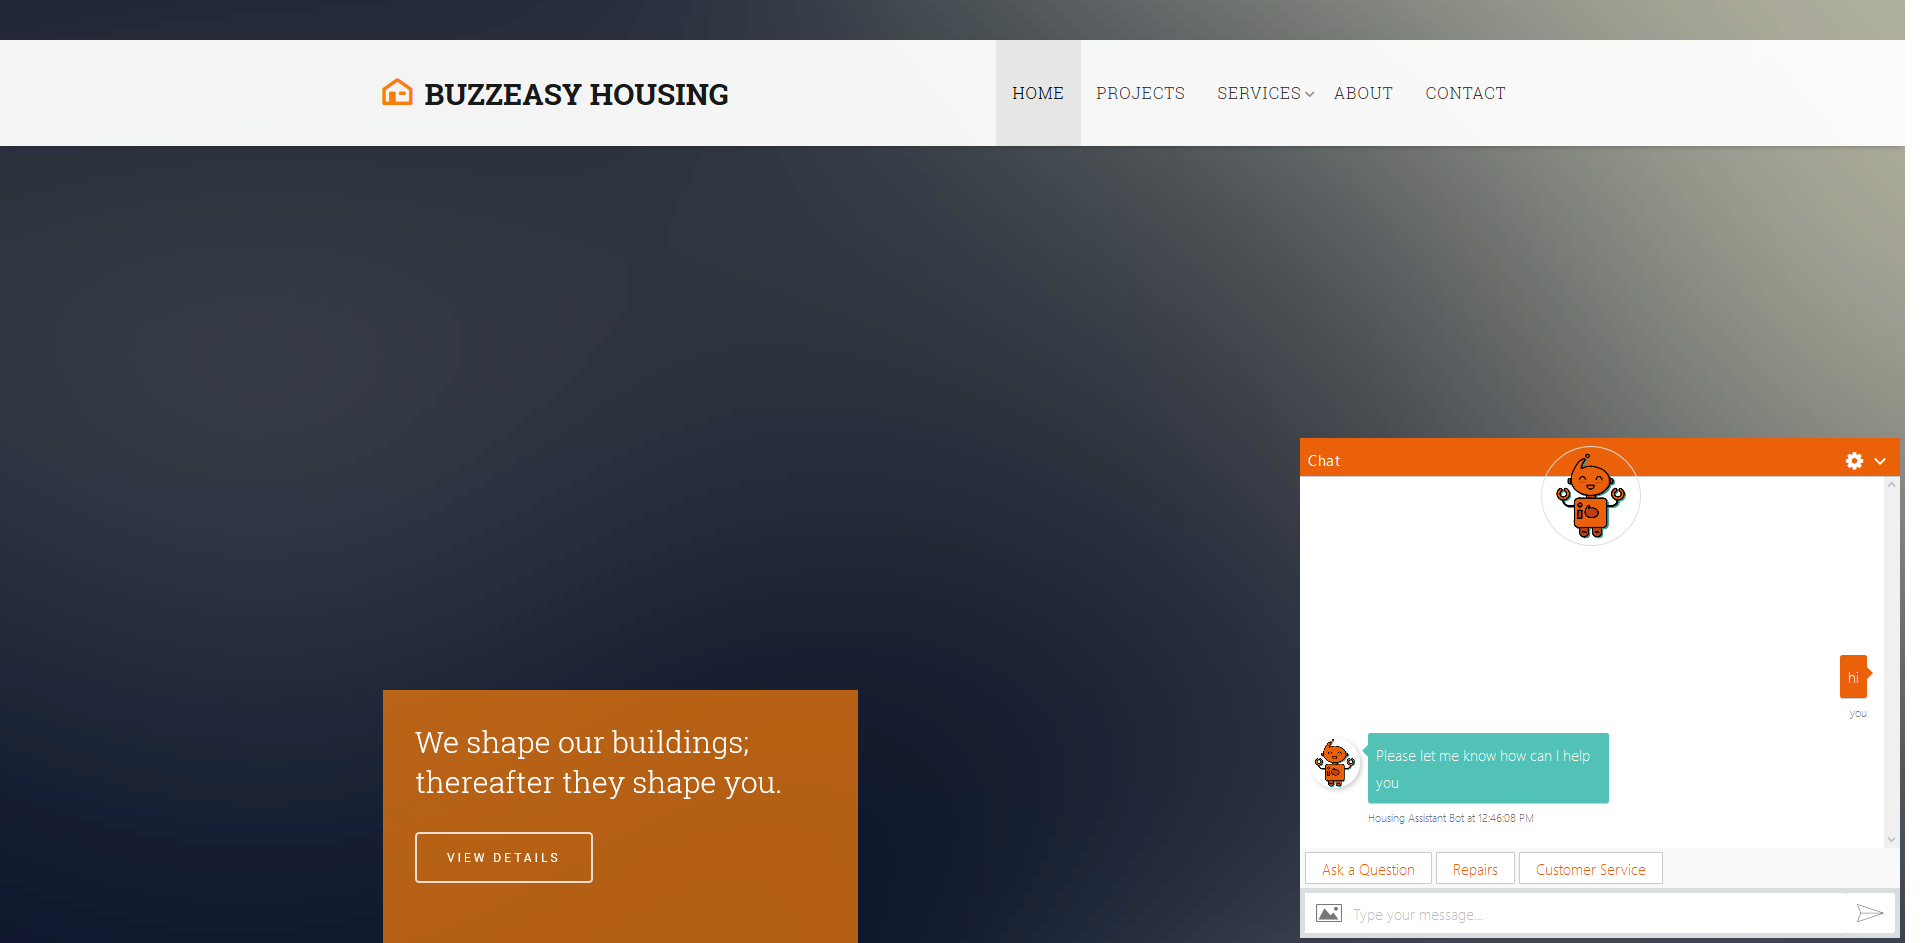 BUZZEASY HOUSING
HOME
PROJECTS
SERVICES
ABOUT
CONTACT
We shape our buildings;
thereafter they shape you.
VIEW DETAILS
Chat
hi
you
Please let me know how can I help
you
Housing Assistant Bot at 12:46:08 PM
Ask a Question
Repairs
Customer Service
Type your message...